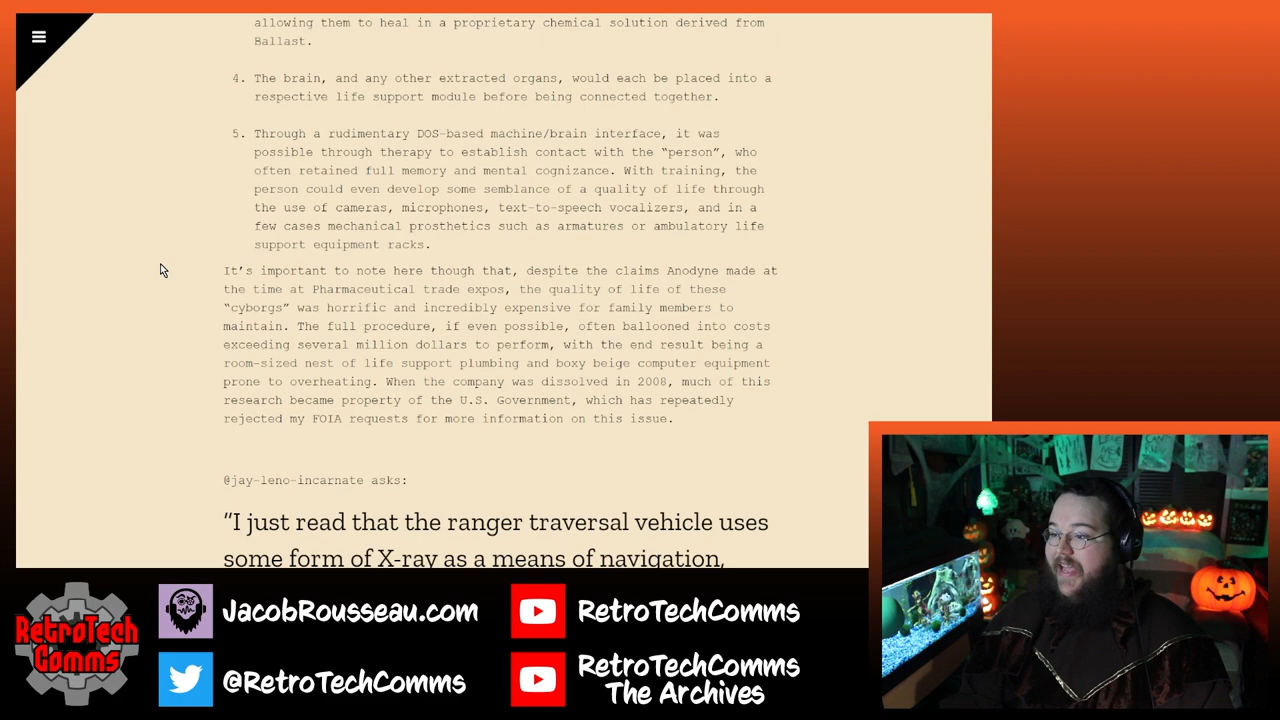 allowing them to heal in a proprietary chemical solution derived from
Ballast.
4. The brain, and any other extracted organs, would each be placed into a
respective life support module before being connected together.
5. Through a rudimentary DOS-based machine/brain interface, it was
possible through therapy to establish contact with the “person”, who
often retained full memory and mental cognizance. With training, the
person could even develop some semblance of a quality of life through
the use of cameras, microphones, text-to-speech vocalizers, and in a
few cases mechanical prosthetics such as armatures or ambulatory life
support equipment racks.
It’s important to note here though that, despite the claims Anodyne made at
the time at Pharmaceutical trade expos, the quality of life of these
“cyborgs” was horrific and incredibly expensive for family members to
maintain. The full procedure, if even possible, often ballooned into costs
exceeding several million dollars to perform, with the end result being a
room-sized nest of life support plumbing and boxy beige computer equipment
prone to overheating. When the company was dissolved in 2008, much of this
research became property of the U.S. Government, which has repeatedly
rejected my FOIA requests for more information on this issue.
@jay-leno-incarnate asks:
“I just read that the ranger traversal vehicle uses
some form of X-ray as a means of navigation,
RetroTech
Comms
JacobRousseau.com
@RetroTechComms
RetroTechComms
RetroTechComms
The Archives